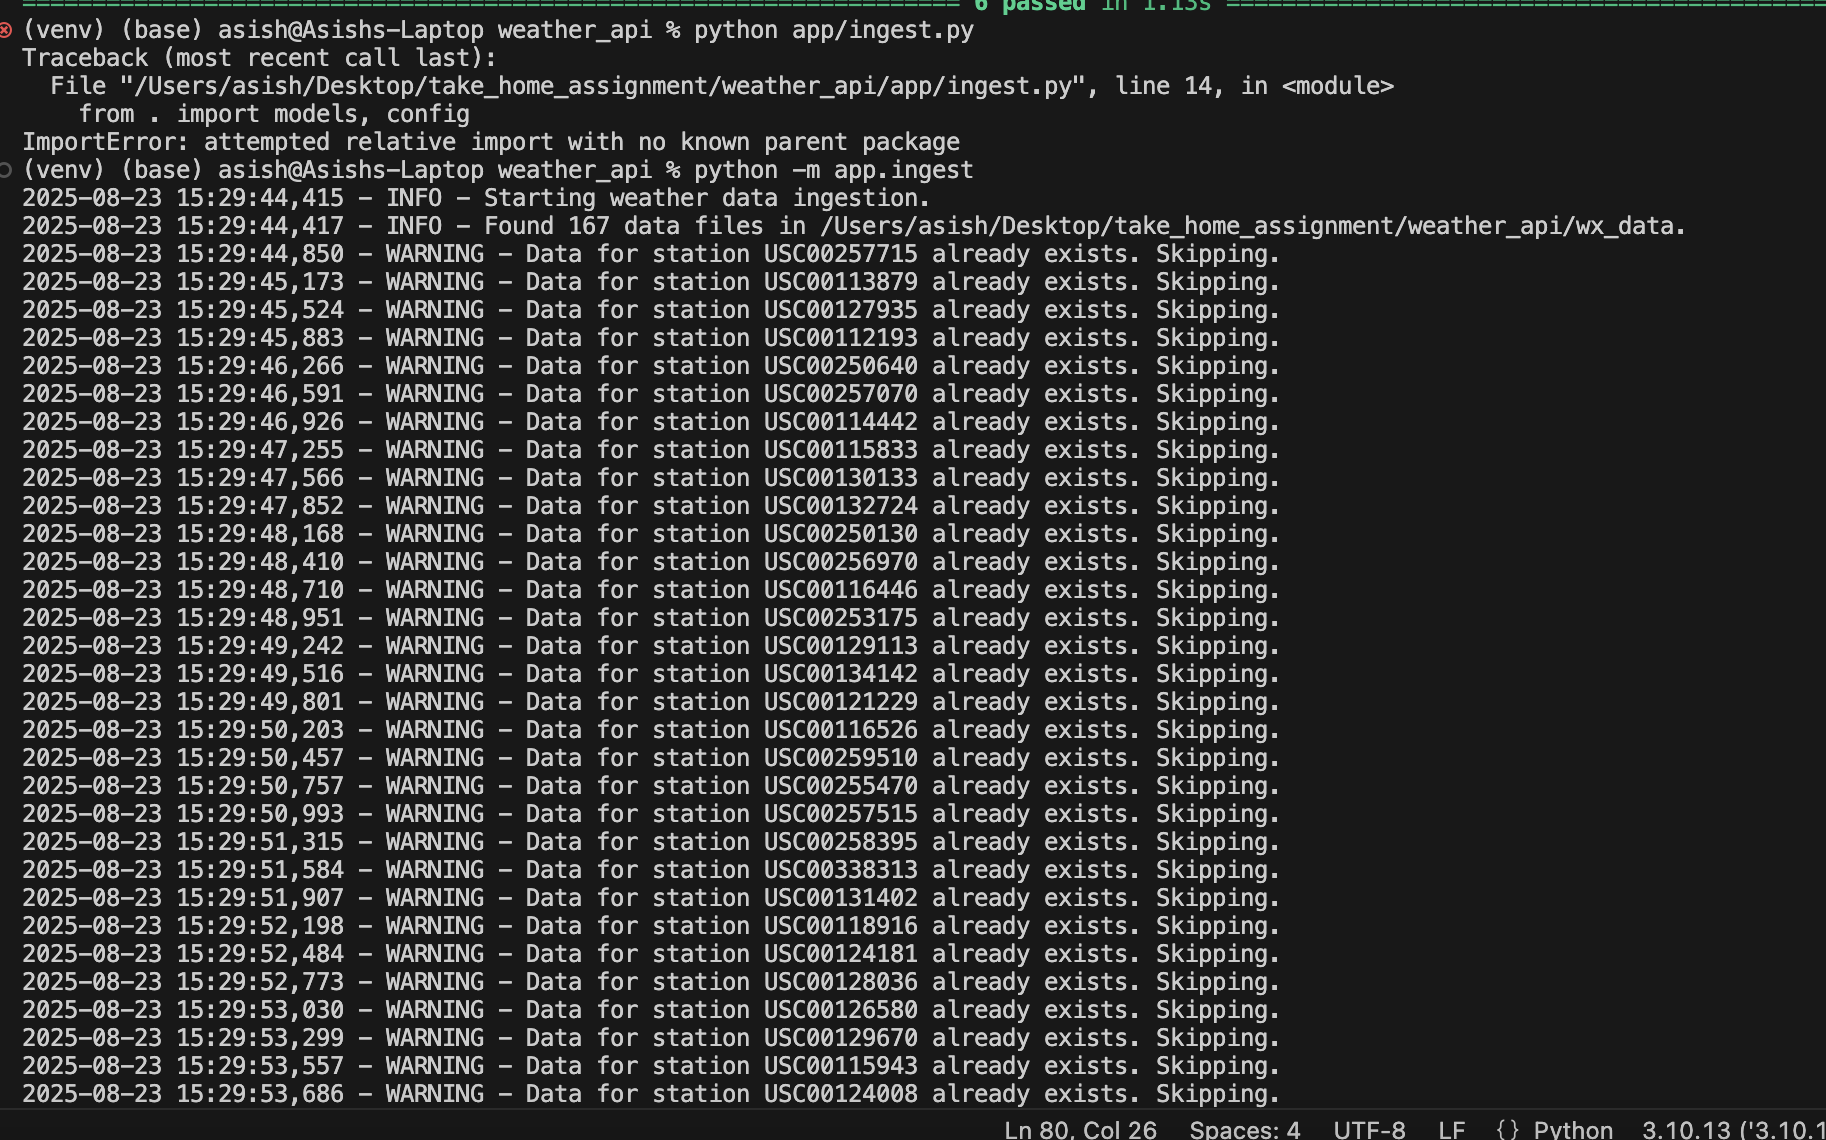 6 passed in 1.13s
(venv) (base) asish@Asishs-Laptop weather_api % python app/ingest.py
Traceback (most recent call last):
  File "/Users/asish/Desktop/take_home_assignment/weather_api/app/ingest.py", line 14, in <module>
    from . import models, config
ImportError: attempted relative import with no known parent package
(venv) (base) asish@Asishs-Laptop weather_api % python -m app.ingest
2025-08-23 15:29:44,415 - INFO - Starting weather data ingestion.
2025-08-23 15:29:44,417 - INFO - Found 167 data files in /Users/asish/Desktop/take_home_assignment/weather_api/wx_data.
2025-08-23 15:29:44,850 - WARNING - Data for station USC00257715 already exists. Skipping.
2025-08-23 15:29:45,173 - WARNING - Data for station USC00113879 already exists. Skipping.
2025-08-23 15:29:45,524 - WARNING - Data for station USC00127935 already exists. Skipping.
2025-08-23 15:29:45,883 - WARNING - Data for station USC00112193 already exists. Skipping.
2025-08-23 15:29:46,266 - WARNING - Data for station USC00250640 already exists. Skipping.
2025-08-23 15:29:46,591 - WARNING - Data for station USC00257070 already exists. Skipping.
2025-08-23 15:29:46,926 - WARNING - Data for station USC00114442 already exists. Skipping.
2025-08-23 15:29:47,255 - WARNING - Data for station USC00115833 already exists. Skipping.
2025-08-23 15:29:47,566 - WARNING - Data for station USC00130133 already exists. Skipping.
2025-08-23 15:29:47,852 - WARNING - Data for station USC00132724 already exists. Skipping.
2025-08-23 15:29:48,168 - WARNING - Data for station USC00250130 already exists. Skipping.
2025-08-23 15:29:48,410 - WARNING - Data for station USC00256970 already exists. Skipping.
2025-08-23 15:29:48,710 - WARNING - Data for station USC00116446 already exists. Skipping.
2025-08-23 15:29:48,951 - WARNING - Data for station USC00253175 already exists. Skipping.
2025-08-23 15:29:49,242 - WARNING - Data for station USC00129113 already exists. Skipping.
2025-08-23 15:29:49,516 - WARNING - Data for station USC00134142 already exists. Skipping.
2025-08-23 15:29:49,801 - WARNING - Data for station USC00121229 already exists. Skipping.
2025-08-23 15:29:50,203 - WARNING - Data for station USC00116526 already exists. Skipping.
2025-08-23 15:29:50,457 - WARNING - Data for station USC00259510 already exists. Skipping.
2025-08-23 15:29:50,757 - WARNING - Data for station USC00255470 already exists. Skipping.
2025-08-23 15:29:50,993 - WARNING - Data for station USC00257515 already exists. Skipping.
2025-08-23 15:29:51,315 - WARNING - Data for station USC00258395 already exists. Skipping.
2025-08-23 15:29:51,584 - WARNING - Data for station USC00338313 already exists. Skipping.
2025-08-23 15:29:51,907 - WARNING - Data for station USC00131402 already exists. Skipping.
2025-08-23 15:29:52,198 - WARNING - Data for station USC00118916 already exists. Skipping.
2025-08-23 15:29:52,484 - WARNING - Data for station USC00124181 already exists. Skipping.
2025-08-23 15:29:52,773 - WARNING - Data for station USC00128036 already exists. Skipping.
2025-08-23 15:29:53,030 - WARNING - Data for station USC00126580 already exists. Skipping.
2025-08-23 15:29:53,299 - WARNING - Data for station USC00129670 already exists. Skipping.
2025-08-23 15:29:53,557 - WARNING - Data for station USC00115943 already exists. Skipping.
2025-08-23 15:29:53,686 - WARNING - Data for station USC00124008 already exists. Skipping.
Ln 80, Col 26 Spaces: 4 UTF-8 LF {} Python 3.10.13 ('3.10.1